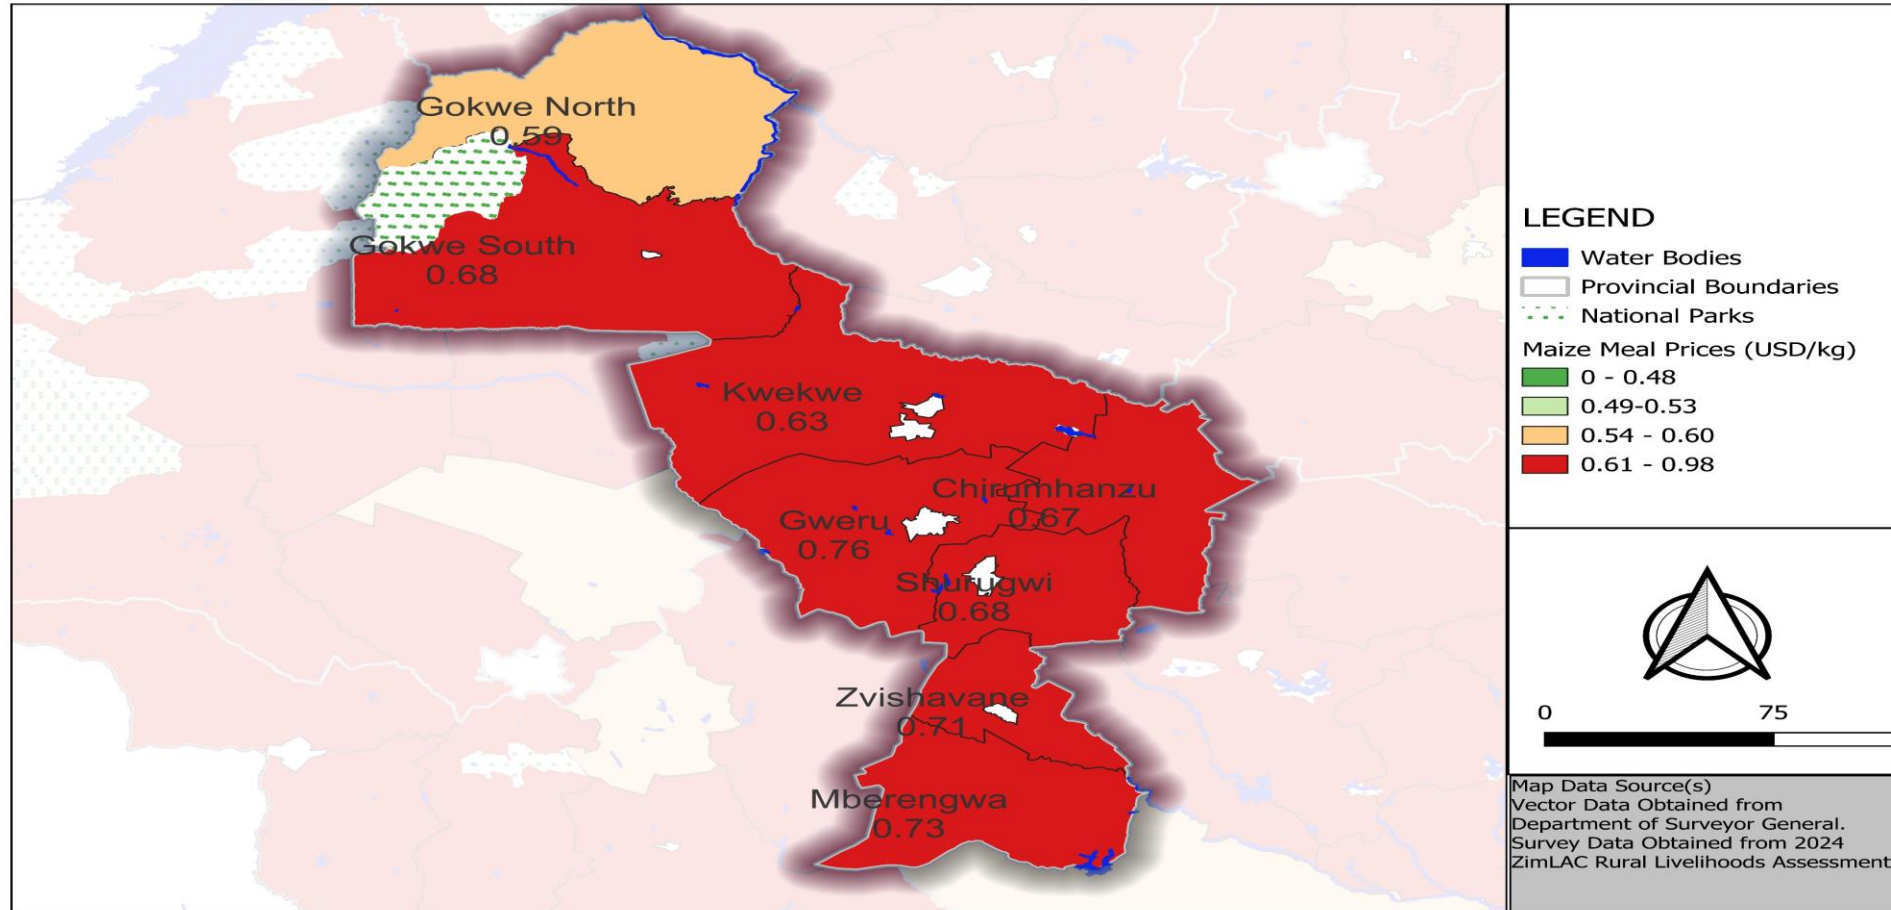 Gokwe North
0.59
Gokwe South
0.68
Kwekwe
0.63
Chirumhanzu
0.67
Gweru
0.76
Shurugwi
0.68
Zvishavane
0.71
Mberengwa
0.73
LEGEND
Water Bodies
Provincial Boundaries
National Parks
Maize Meal Prices (USD/kg)
0 - 0.48
0.49-0.53
0.54 - 0.60
0.61 - 0.98
0 75
Map Data Source(s)
Vector Data Obtained from
Department of Surveyor General.
Survey Data Obtained from 2024
ZimLAC Rural Livelihoods Assessment